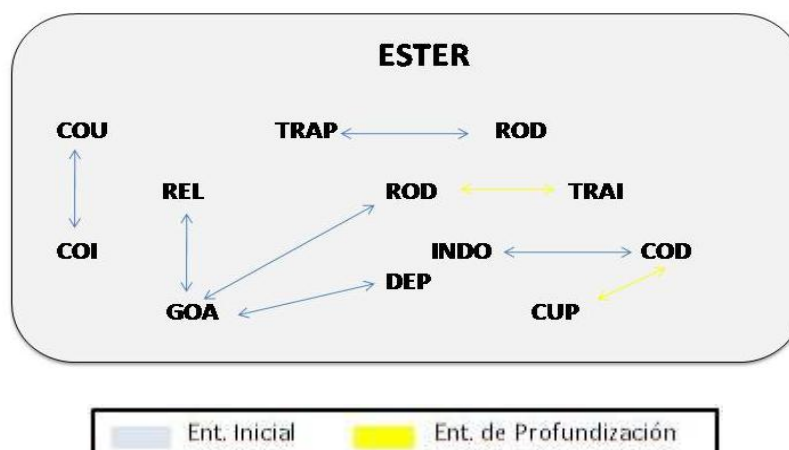 ESTER
COU TRAP ROD
REL ROD TRAI
COI INDO COD
DEP
GOA CUP
Ent. Inicial Ent. de Profundización